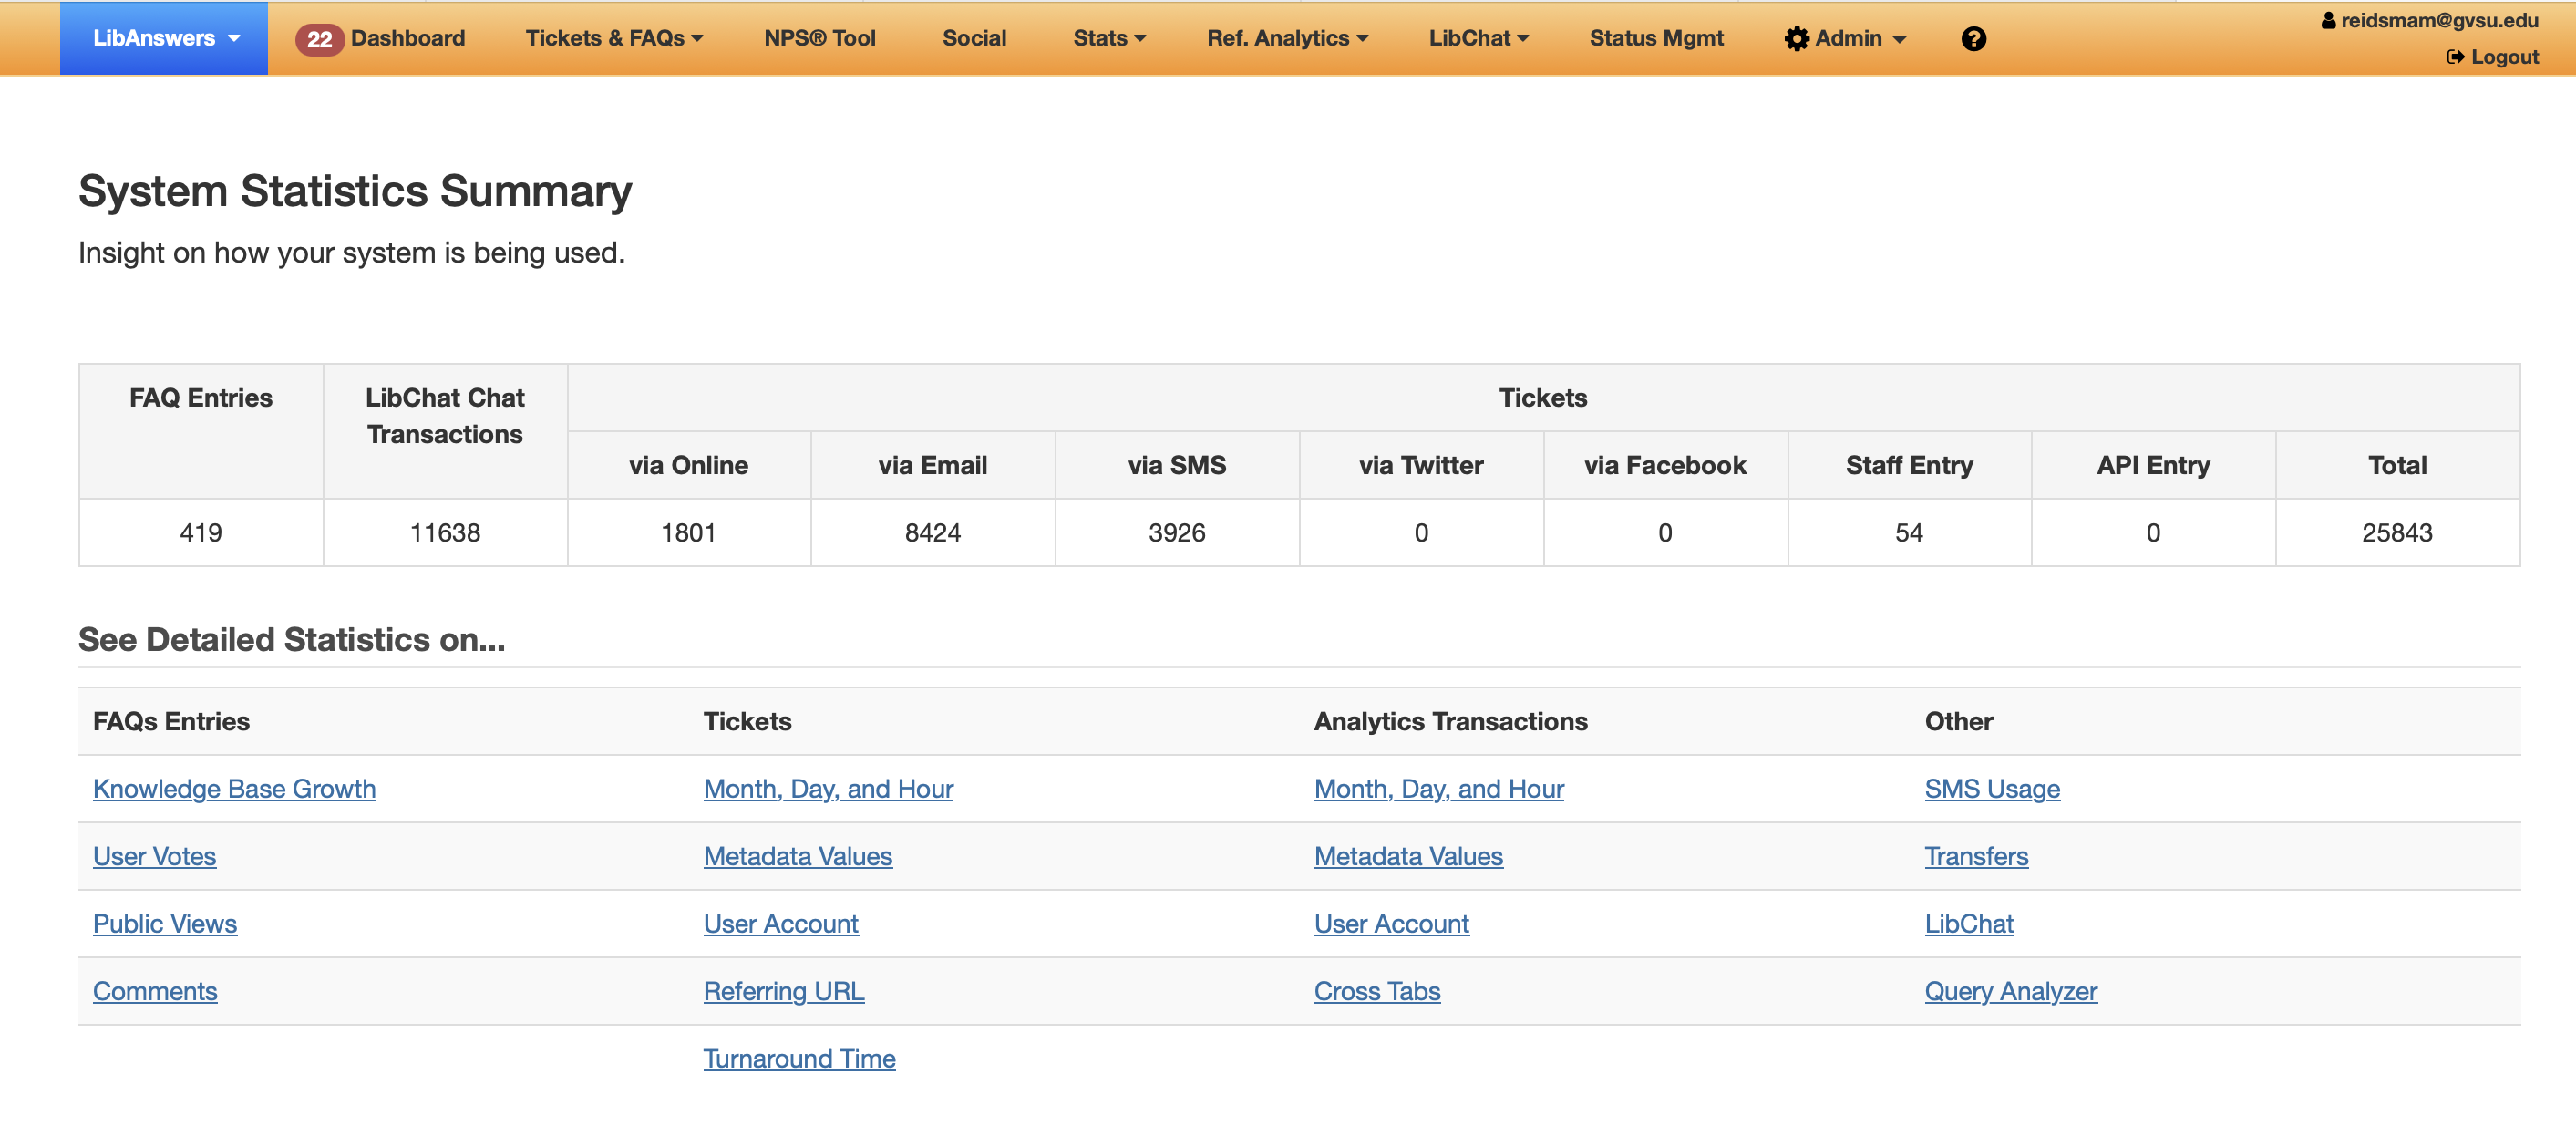 LibAnswers
22 Dashboard
Tickets & FAQs
NPS® Tool
Social
Stats
Ref. Analytics
LibChat
Status Mgmt
Admin
?
reidsmam@gvsu.edu
Logout
System Statistics Summary
Insight on how your system is being used.
FAQ Entries
LibChat Chat
Transactions
Tickets
via Online
via Email
via SMS
via Twitter
via Facebook
Staff Entry
API Entry
Total
419
11638
1801
8424
3926
0
0
54
0
25843
See Detailed Statistics on...
FAQs Entries
Tickets
Analytics Transactions
Other
Knowledge Base Growth
Month, Day, and Hour
Month, Day, and Hour
SMS Usage
User Votes
Metadata Values
Metadata Values
Transfers
Public Views
User Account
User Account
LibChat
Comments
Referring URL
Cross Tabs
Query Analyzer
Turnaround Time